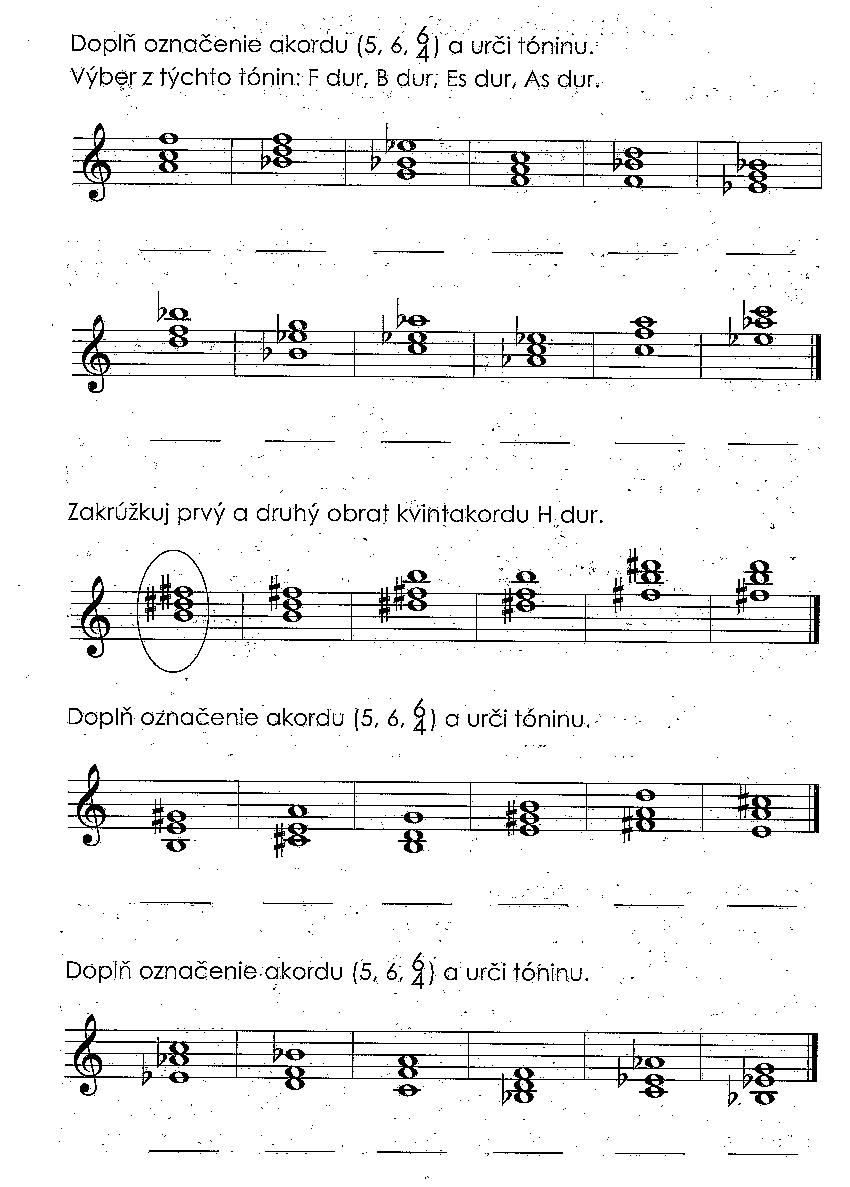 Doplň označenie akordu (5, 6, 6/4) a urči tóninu.
Výber z týchto tónin: F dur, B dur, Es dur, As dur.
Zakrúžkuj prvý a druhý obrat kvintakordu H dur.
Doplň označenie akordu (5, 6, 6/4) a urči tóninu.
Doplň označenie akordu (5, 6, 6/4) a urči tóninu.